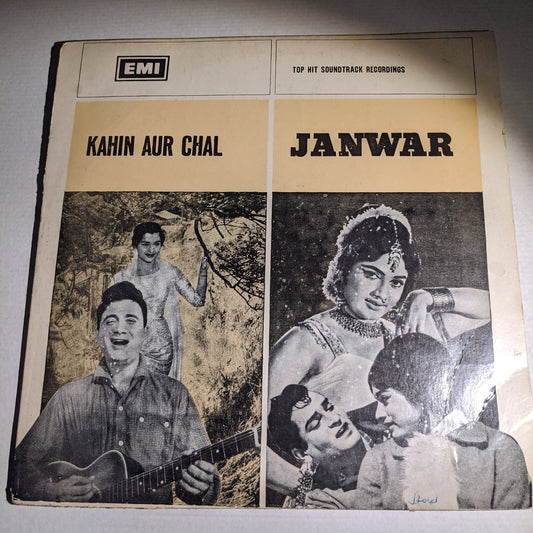 EMI
TOP HIT SOUNDTRACK RECORDINGS
KAHIN AUR CHAL
JANWAR